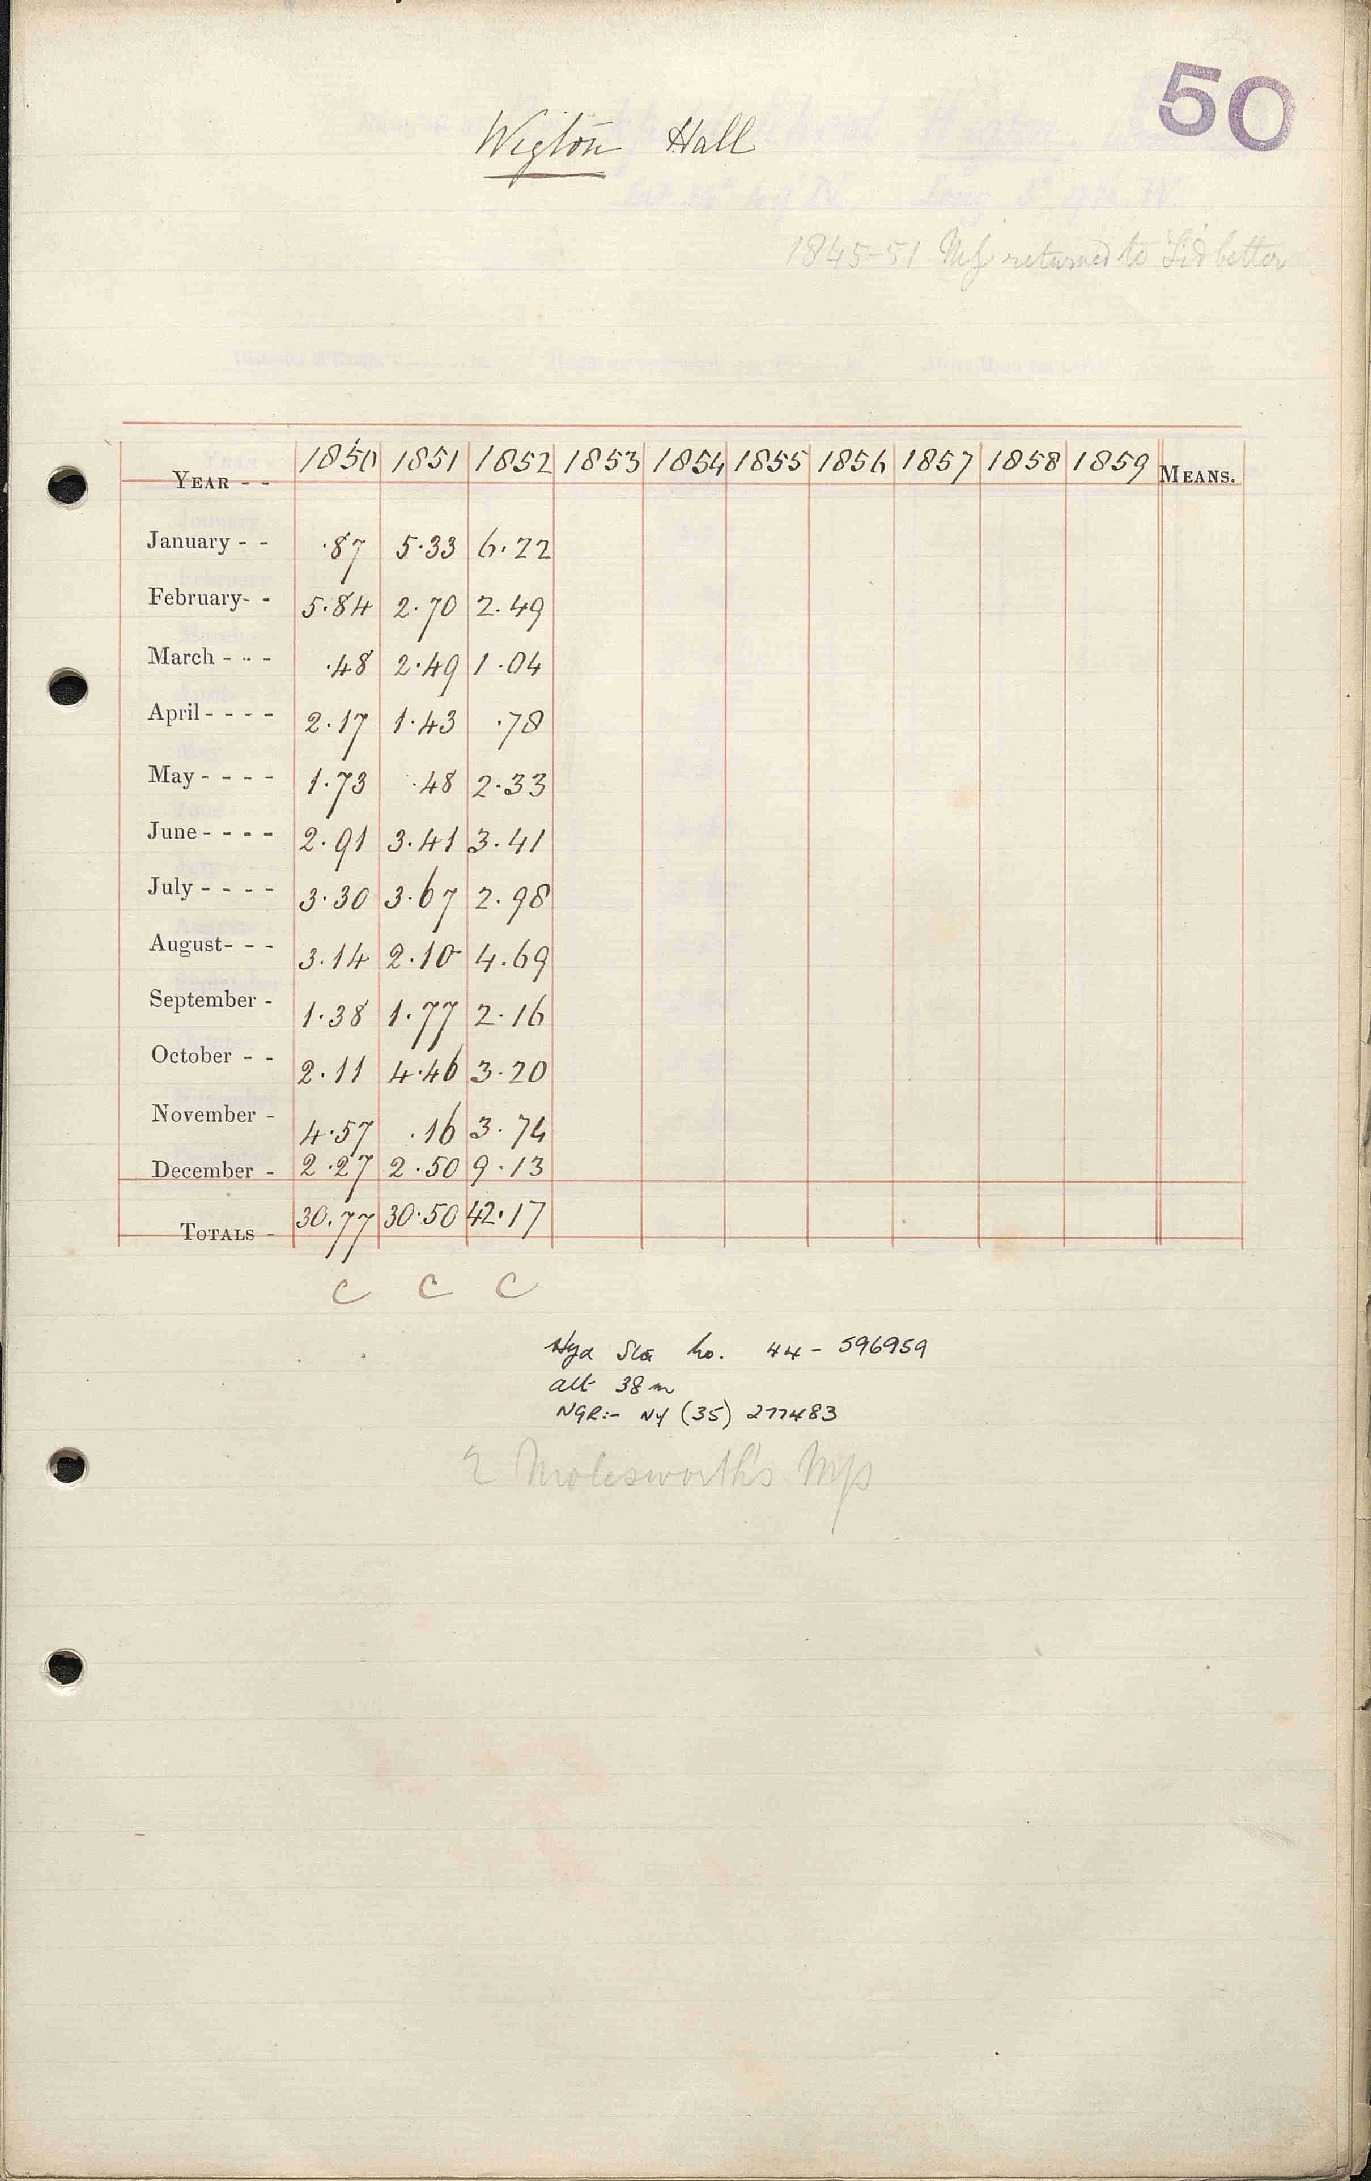 50
Wigton Hall
1845-51 returned to
YEAR - - 1850 1851 1852 1853 1854 1855 1856 1857 1858 1859 MEANS.
January - - .87 5.33 6.22
February- - 5.84 2.70 2.49
March - - - .48 2.49 1.04
April - - - - 2.17 1.43 .78
May - - - - 1.73 .48 2.33
June - - - - 2.91 3.41 3.41
July - - - - 3.30 3.67 2.98
August- - - 3.14 2.10 4.69
September - 1.38 1.77 2.16
October - - 2.11 4.46 3.20
November - 4.57 .16 3.74
December - 2.27 2.50 9.13
TOTALS - 30.77 30.50 42.17
C C C
Hyd Sta no. 44 - 596959
alt 38 m
NGR:- NY (35) 277483
2 Molesworth's